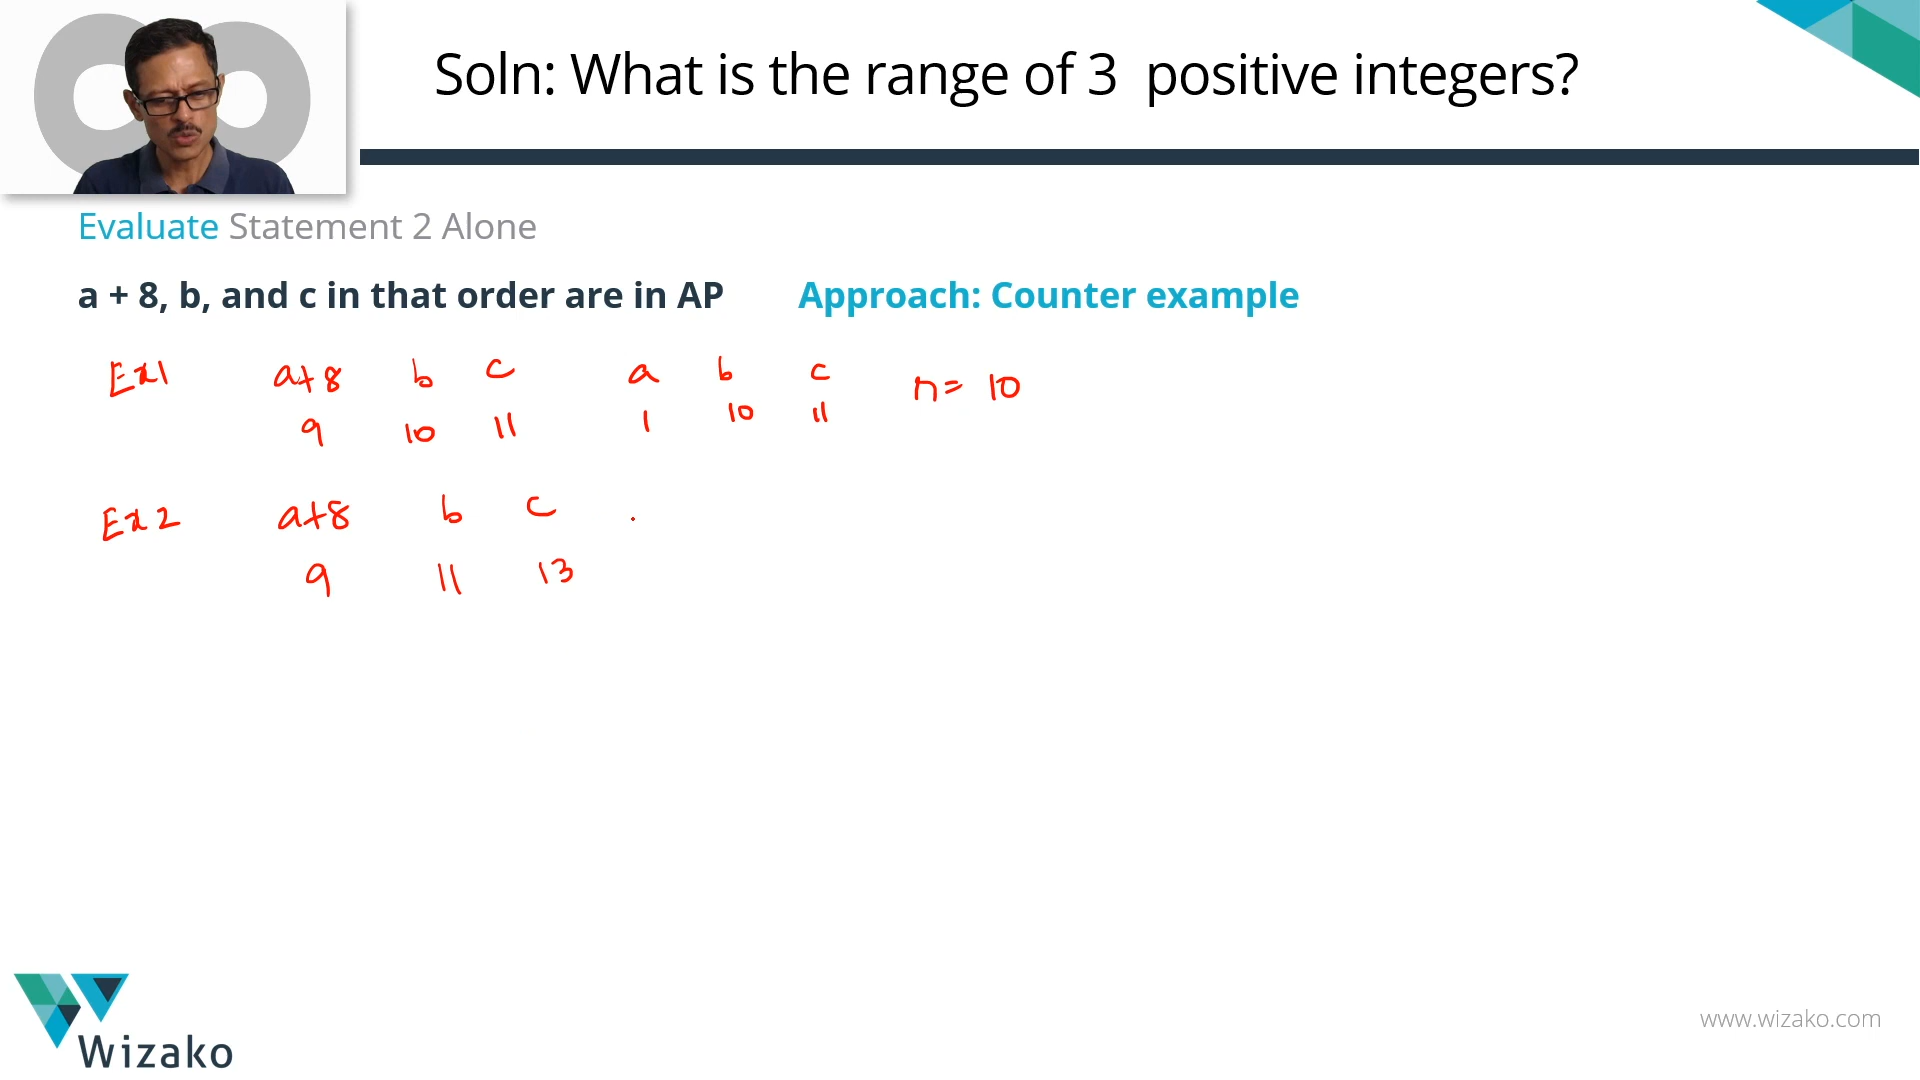 Soln: What is the range of 3 positive integers?
Evaluate Statement 2 Alone
a + 8, b, and c in that order are in AP Approach: Counter example
Ex1 a+8 b c a b c n= 10
9 10 11 1 10 11
Ex2 a+8 b c
9 11 13
Wizako
www.wizako.com